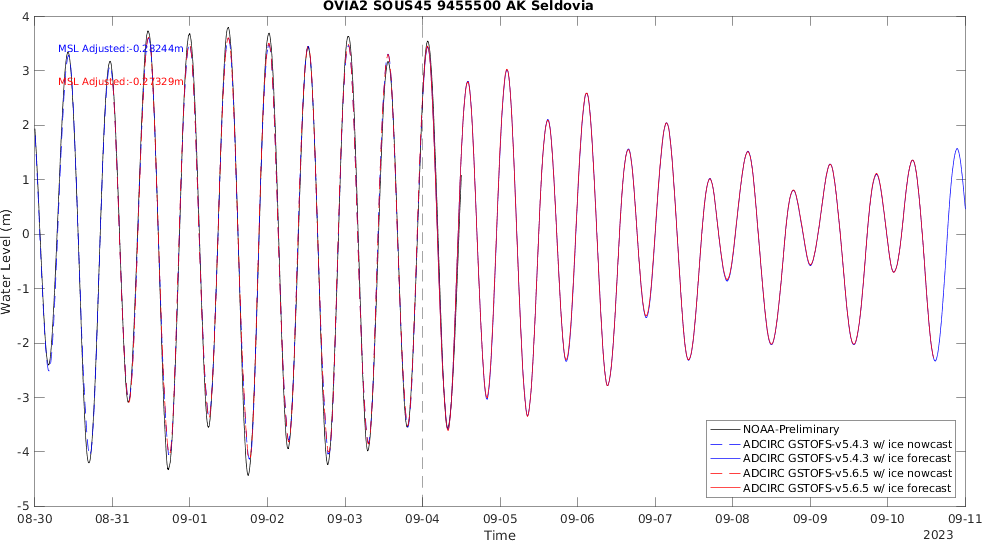 OVIA2 SOUS45 9455500 AK Seldovia
MSL Adjusted:-0.28244m
MSL Adjusted:-0.27329m
Water Level (m)
4
3
2
1
0
-1
-2
-3
-4
-5
NOAA-Preliminary
ADCIRC GSTOFS-v5.4.3 w/ ice nowcast
ADCIRC GSTOFS-v5.4.3 w/ ice forecast
ADCIRC GSTOFS-v5.6.5 w/ ice nowcast
ADCIRC GSTOFS-v5.6.5 w/ ice forecast
08-30 08-31 09-01 09-02 09-03 09-04 09-05 09-06 09-07 09-08 09-09 09-10 09-11
Time
2023